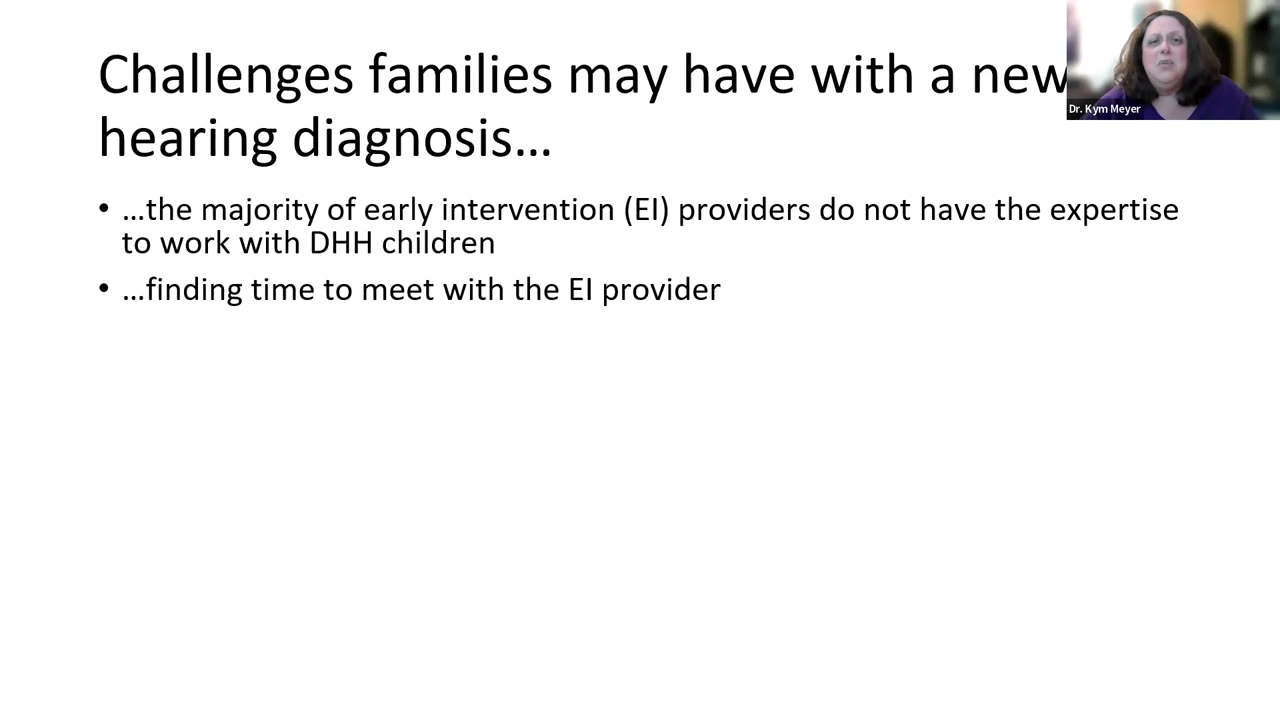 Challenges families may have with a new
hearing diagnosis…
• …the majority of early intervention (EI) providers do not have the expertise
to work with DHH children
• …finding time to meet with the EI provider
Dr. Kym Meyer